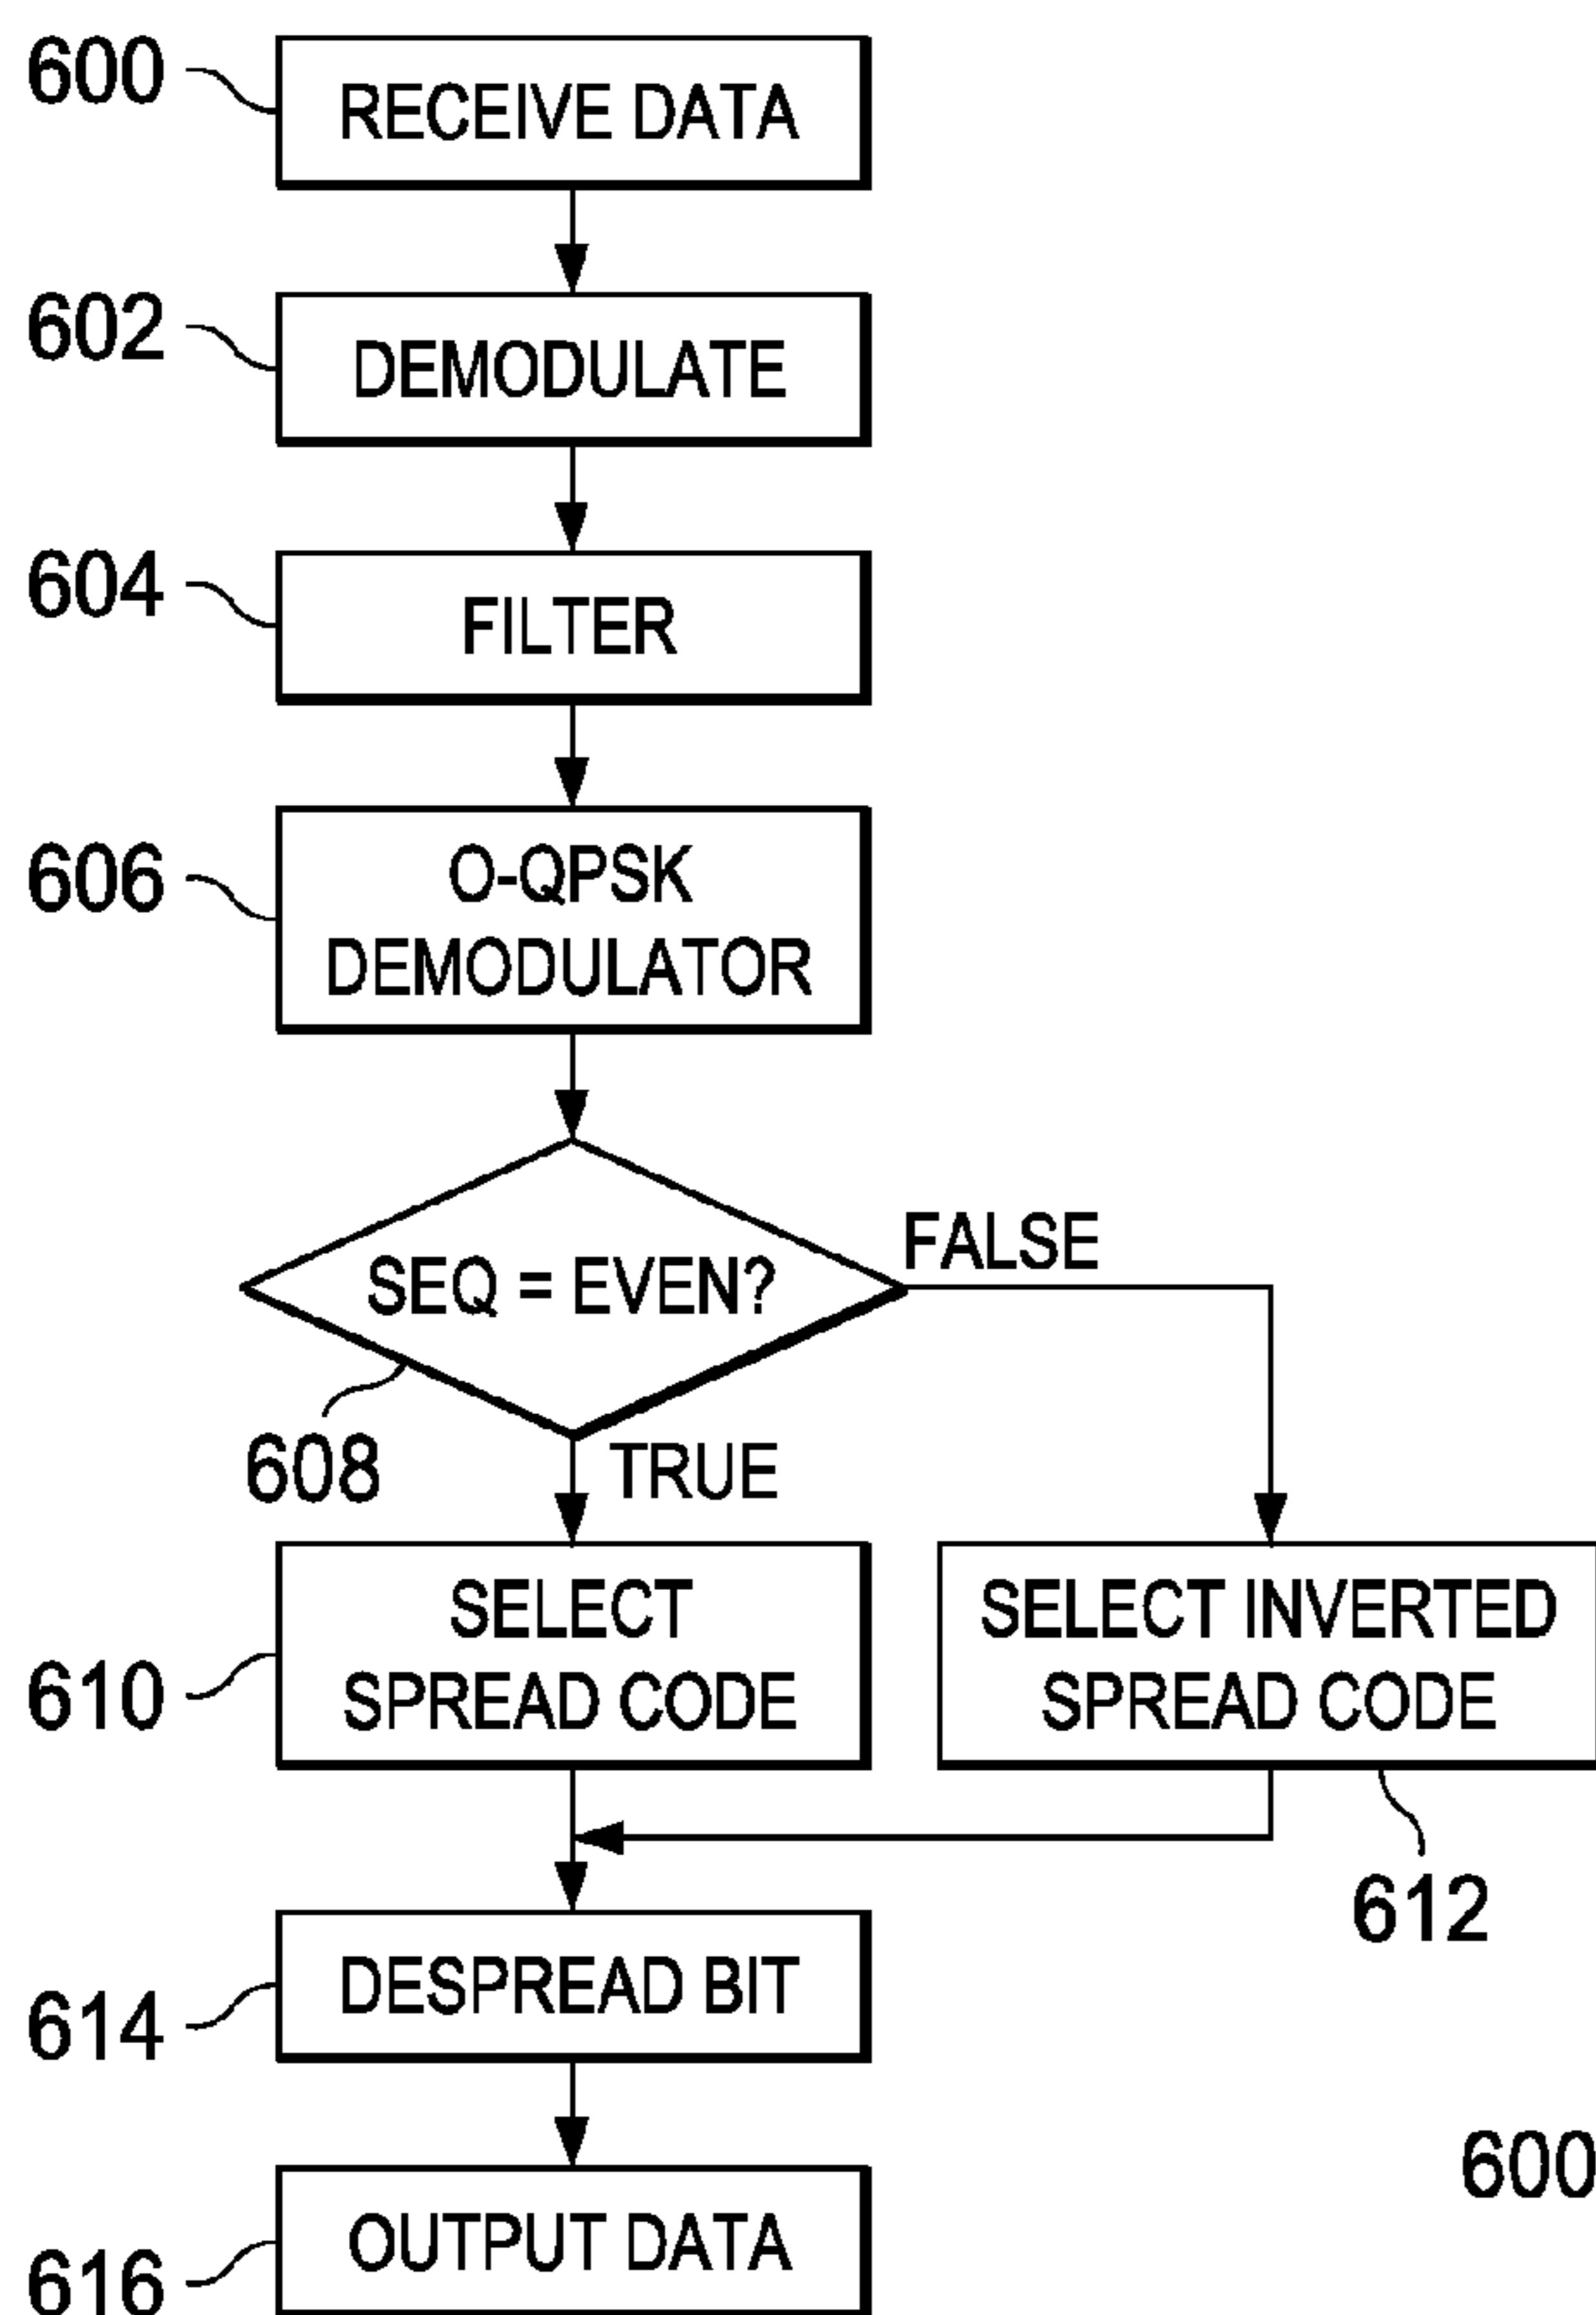 600
RECEIVE DATA
602
DEMODULATE
604
FILTER
606
O-QPSK
DEMODULATOR
SEQ = EVEN?
FALSE
608
TRUE
610
SELECT
SPREAD CODE
SELECT INVERTED
SPREAD CODE
612
614
DESPREAD BIT
600
616
OUTPUT DATA